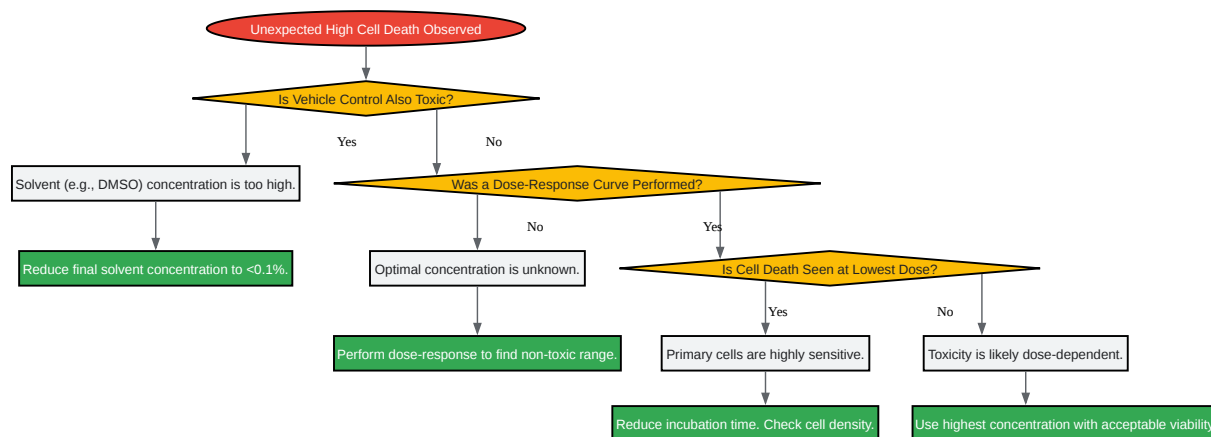 Unexpected High Cell Death Observed
Is Vehicle Control Also Toxic?
Yes
No
Solvent (e.g., DMSO) concentration is too high.
Was a Dose-Response Curve Performed?
No
Yes
Reduce final solvent concentration to <0.1%.
Optimal concentration is unknown.
Is Cell Death Seen at Lowest Dose?
Yes
No
Perform dose-response to find non-toxic range.
Primary cells are highly sensitive.
Toxicity is likely dose-dependent.
Reduce incubation time. Check cell density.
Use highest concentration with acceptable viability